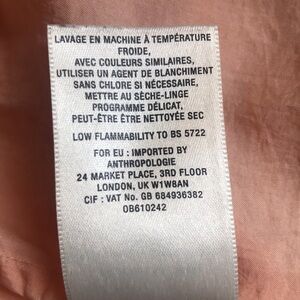 LAVAGE EN MACHINE À TEMPÉRATURE
FROIDE,
AVEC COULEURS SIMILAIRES,
UTILISER UN AGENT DE BLANCHIMENT
SANS CHLORE SI NÉCESSAIRE,
METTRE AU SÈCHE-LINGE
PROGRAMME DÉLICAT,
PEUT-ÊTRE ÊTRE NETTOYÉE SEC
LOW FLAMMABILITY TO BS 5722
FOR EU : IMPORTED BY
ANTHROPOLOGIE
24 MARKET PLACE, 3RD FLOOR
LONDON, UK W1W8AN
CIF : VAT No. GB 684936382
OB610242